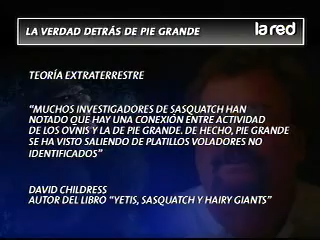 LA VERDAD DETRÁS DE PIE GRANDE
la red
TEORÍA EXTRATERRESTRE
“MUCHOS INVESTIGADORES DE SASQUATCH HAN
NOTADO QUE HAY UNA CONEXIÓN ENTRE ACTIVIDAD
DE LOS OVNIS Y LA DE PIE GRANDE. DE HECHO, PIE GRANDE
SE HA VISTO SALIENDO DE PLATILLOS VOLADORES NO
IDENTIFICADOS”
DAVID CHILDRESS
AUTOR DEL LIBRO “YETIS, SASQUATCH Y HAIRY GIANTS”